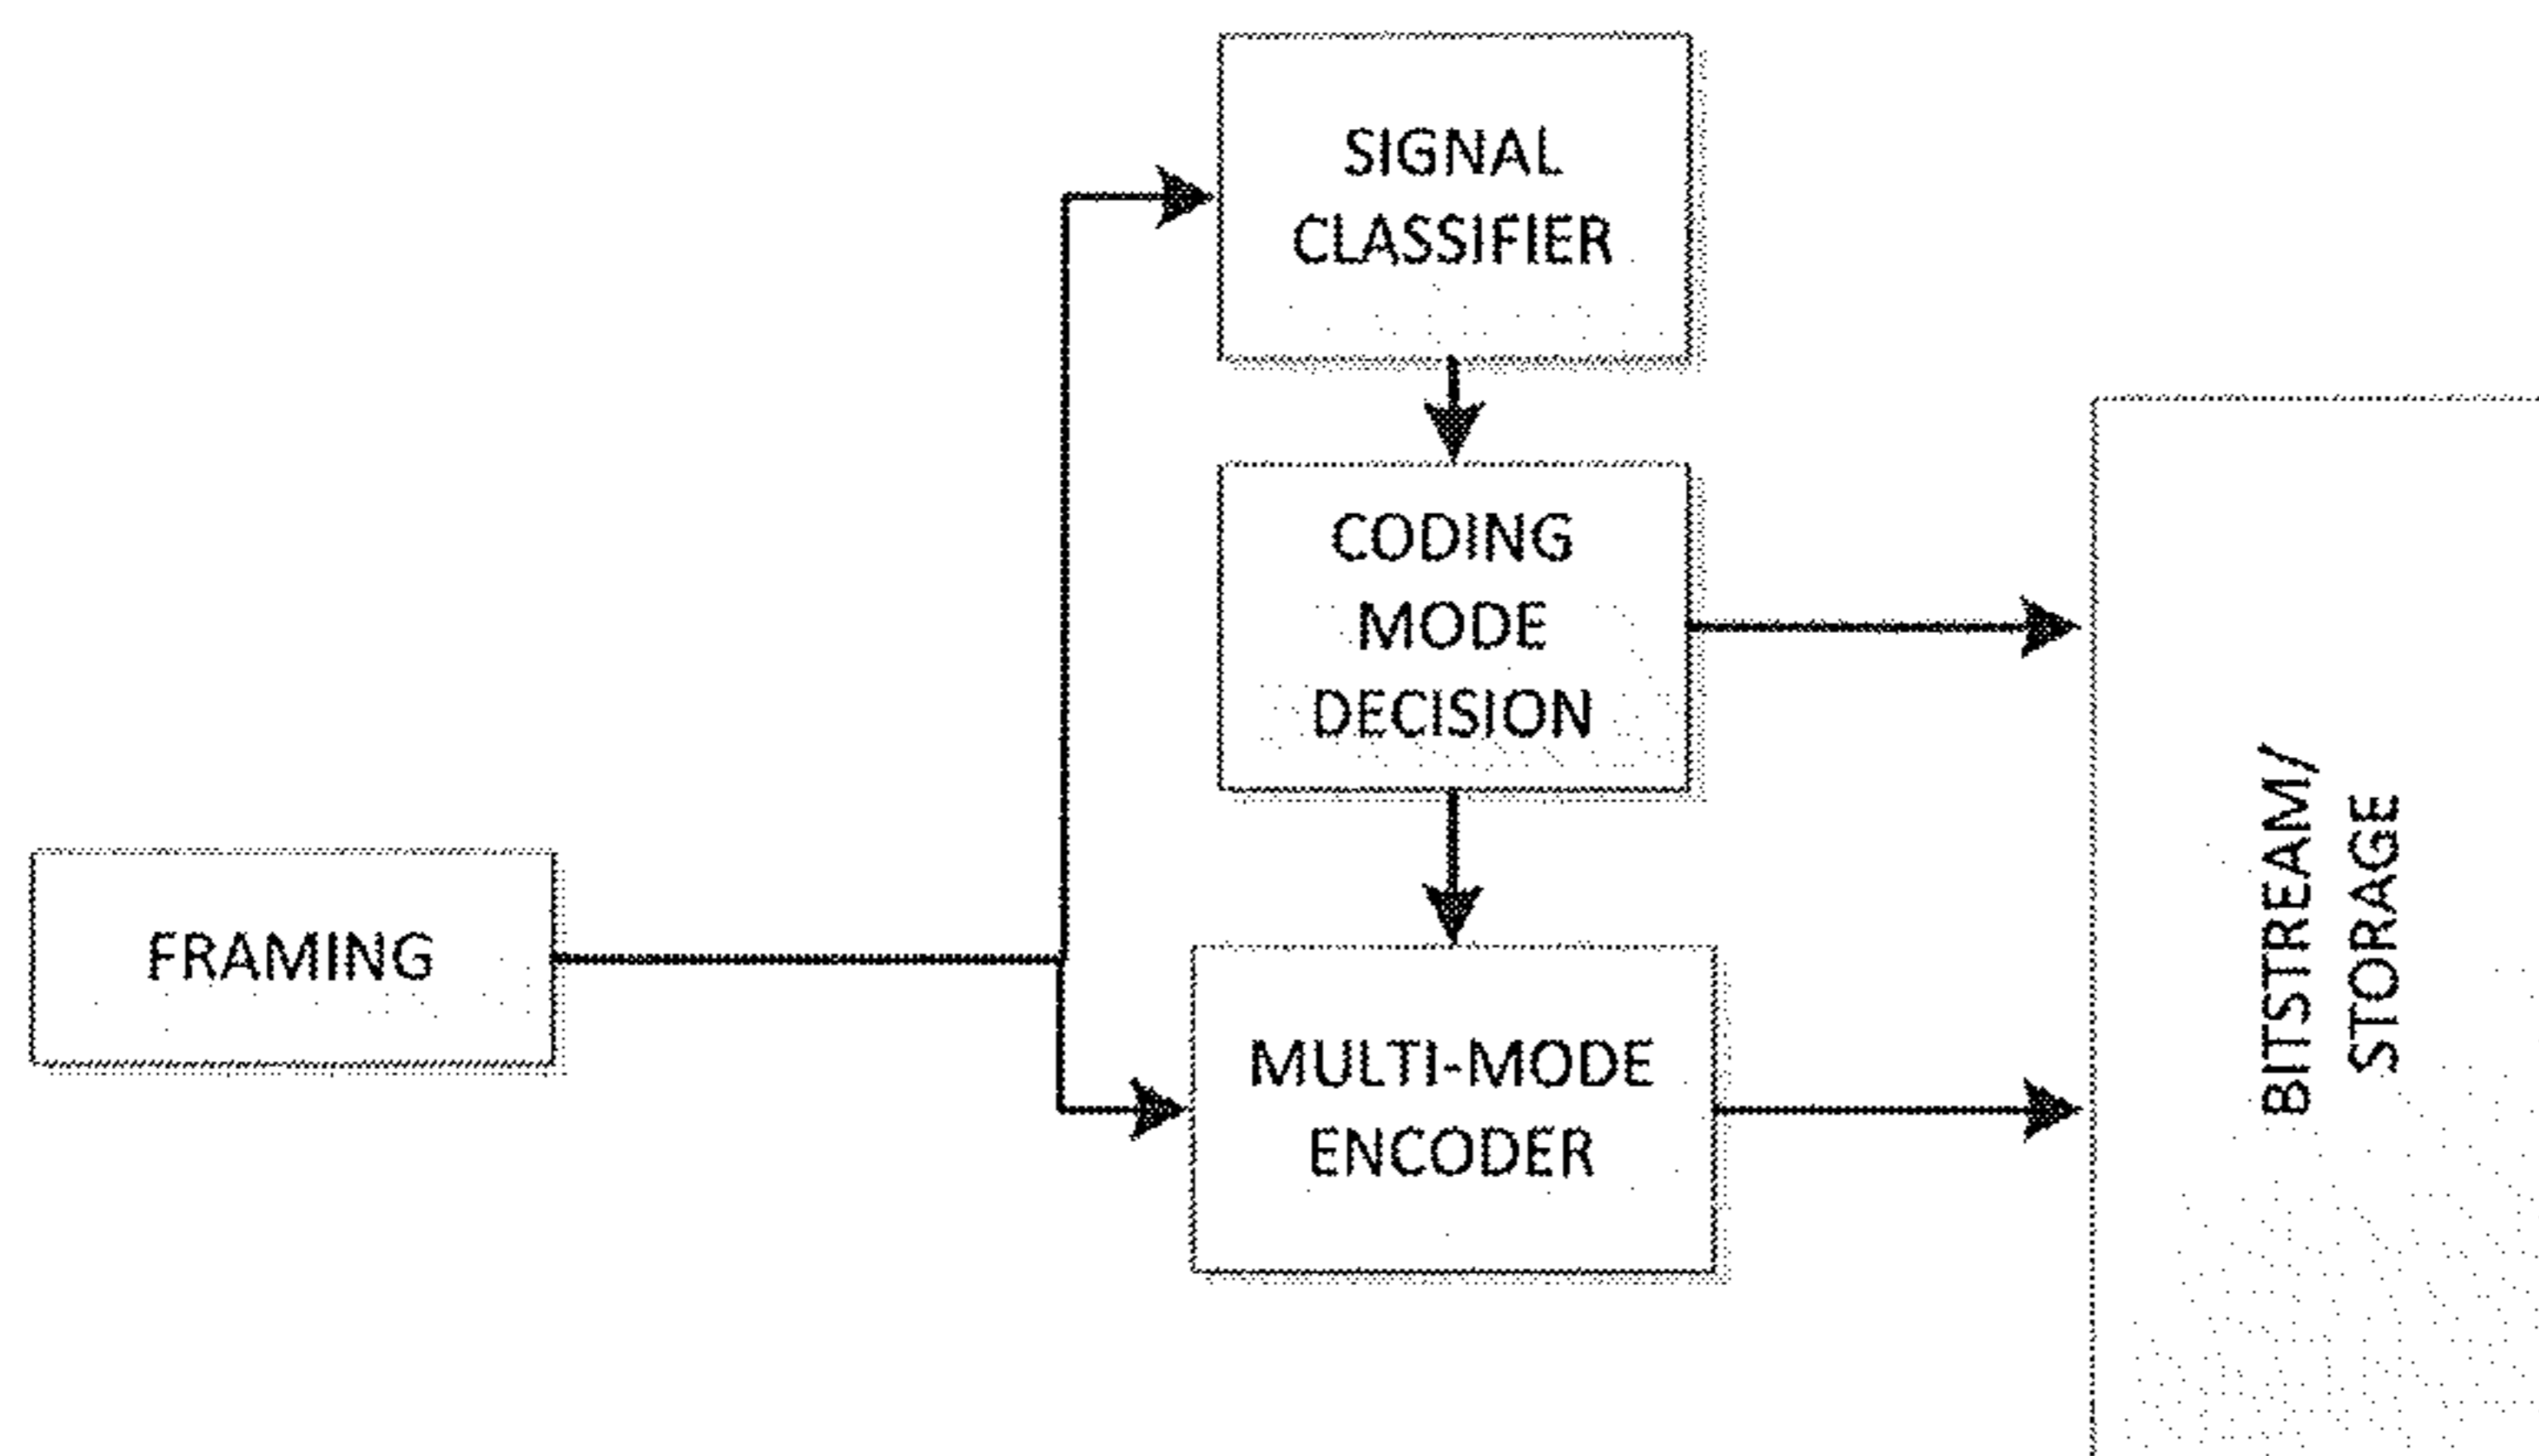 SIGNAL
CLASSIFIER
CODING
MODE
DECISION
FRAMING
MULTI-MODE
ENCODER
BITSTREAM/
STORAGE